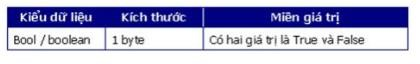 Kiểu dữ liệu Kích thước Miền giá trị
Bool / boolean 1 byte Có hai giá trị là True và False